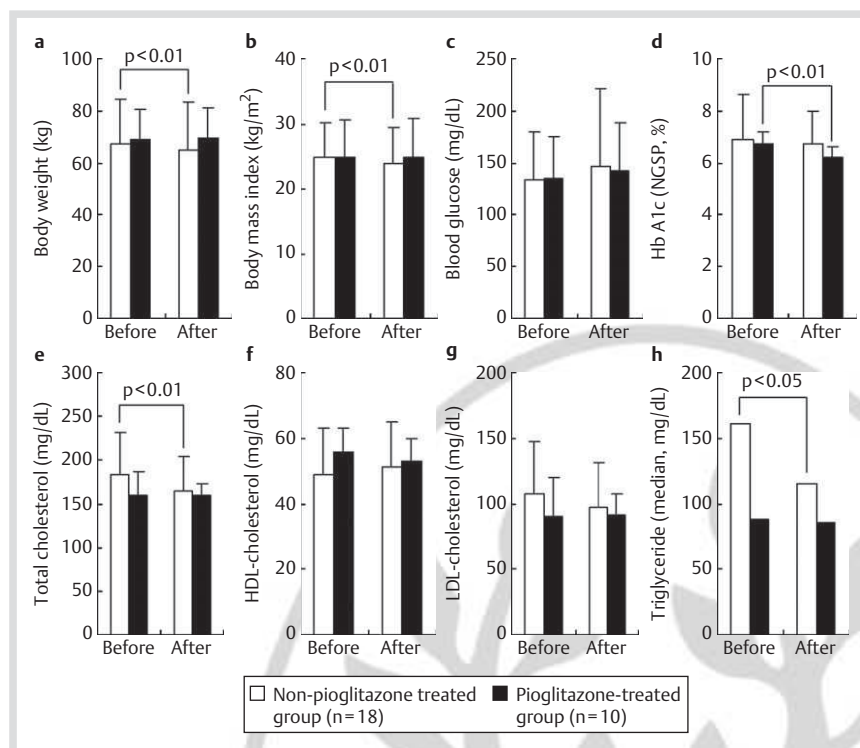 a
p<0.01
Body weight (kg)
100
80
60
40
20
0
Before After
b
p<0.01
Body mass index (kg/m²)
40
30
20
10
0
Before After
c
Blood glucose (mg/dL)
250
200
150
100
50
0
Before After
d
p<0.01
Hb A1c (NGSP, %)
10
8
6
4
2
0
Before After
e
p<0.01
Total cholesterol (mg/dL)
300
250
200
150
100
50
0
Before After
f
HDL-cholesterol (mg/dL)
80
60
40
20
0
Before After
g
LDL-cholesterol (mg/dL)
200
150
100
50
0
Before After
h
p<0.05
Triglyceride (median, mg/dL)
200
150
100
50
0
Before After
Non-pioglitazone treated
group (n=18)
Pioglitazone-treated
group (n=10)